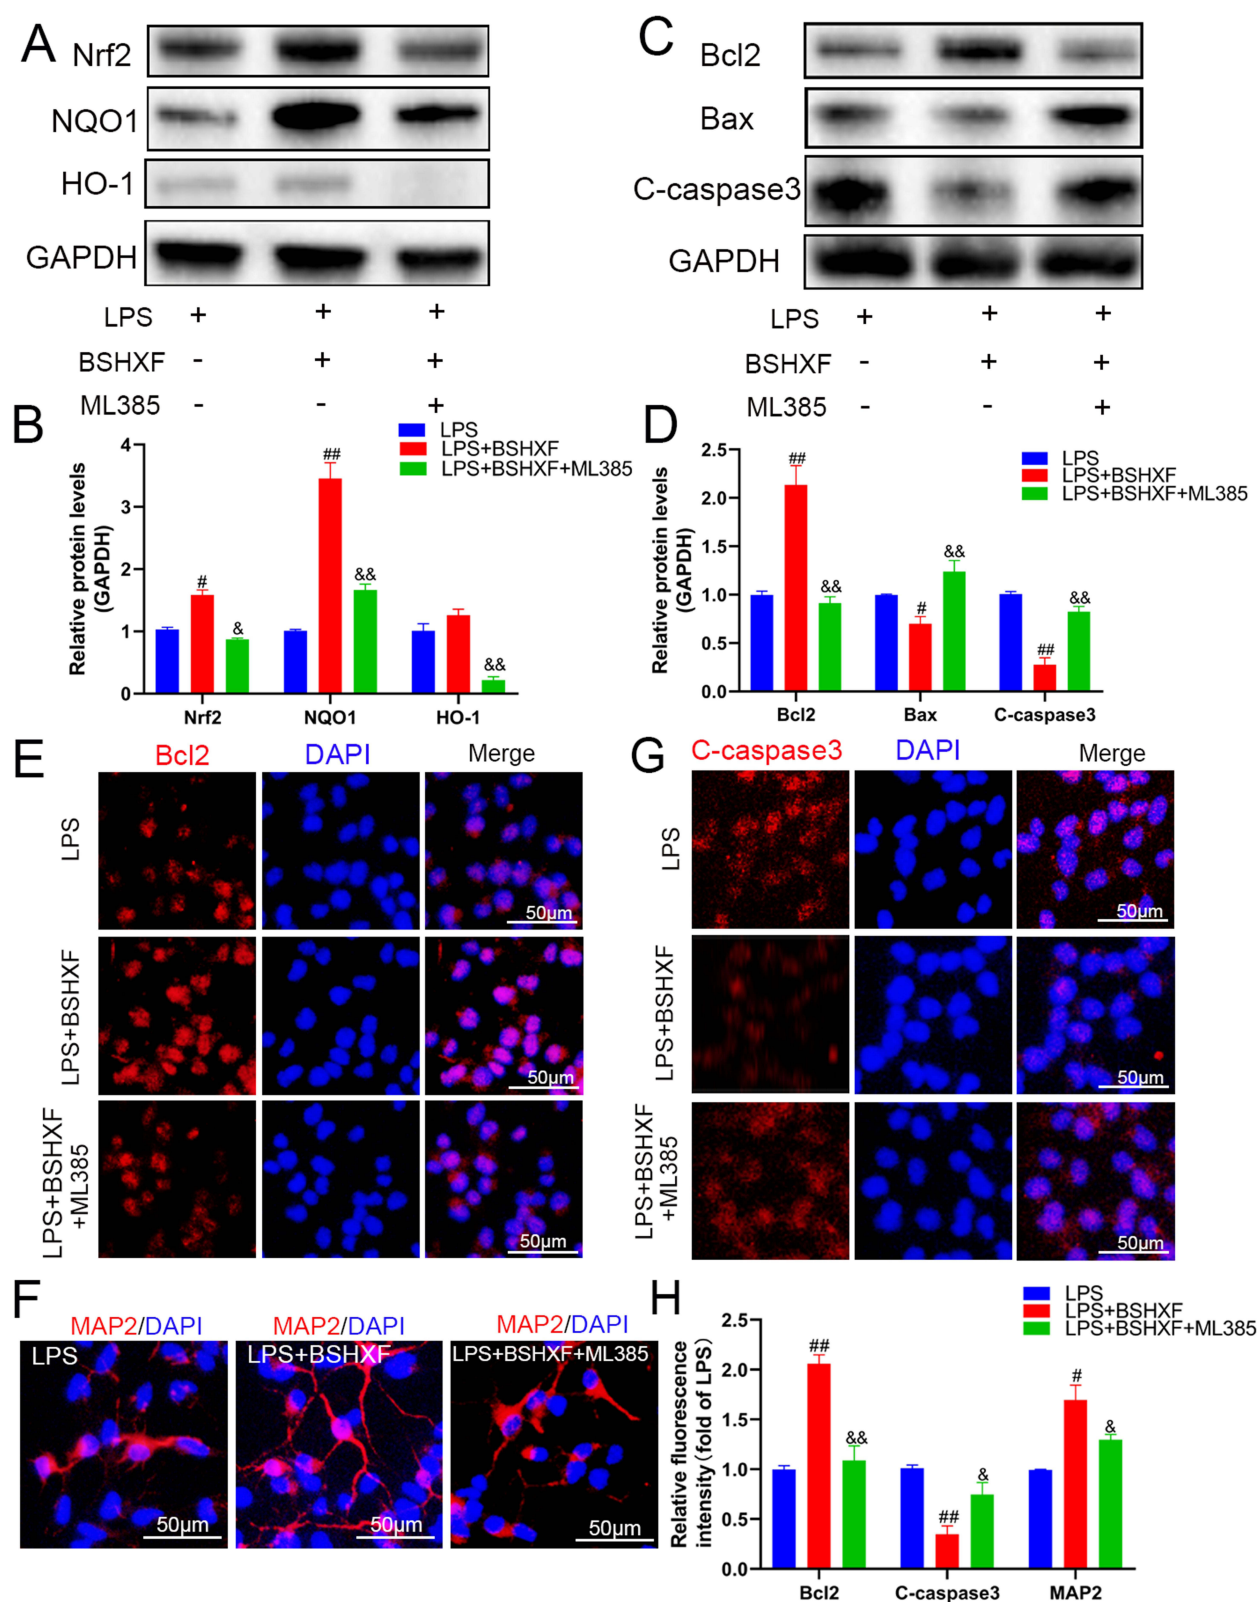 A
Nrf2
NQO1
HO-1
GAPDH
LPS + + +
BSHXF - + +
ML385 - - +
C
Bcl2
Bax
C-caspase3
GAPDH
LPS + + +
BSHXF - + +
ML385 - - +
B
LPS
LPS+BSHXF
LPS+BSHXF+ML385
Relative protein levels
(GAPDH)
4
3
2
1
0
# & ## && &&
Nrf2 NQO1 HO-1
D
LPS
LPS+BSHXF
LPS+BSHXF+ML385
Relative protein levels
(GAPDH)
2.5
2.0
1.5
1.0
0.5
0.0
## && # && ## &&
Bcl2 Bax C-caspase3
E
Bcl2 DAPI Merge
LPS
50μm
LPS+BSHXF
50μm
LPS+BSHXF
+ML385
50μm
G
C-caspase3 DAPI Merge
LPS
50μm
LPS+BSHXF
50μm
LPS+BSHXF
+ML385
50μm
F
MAP2/DAPI MAP2/DAPI MAP2/DAPI
LPS LPS+BSHXF LPS+BSHXF+ML385
50μm 50μm 50μm
H
LPS
LPS+BSHXF
LPS+BSHXF+ML385
Relative fluorescence
intensity(fold of LPS)
2.5
2.0
1.5
1.0
0.5
0.0
## && ## & # &
Bcl2 C-caspase3 MAP2